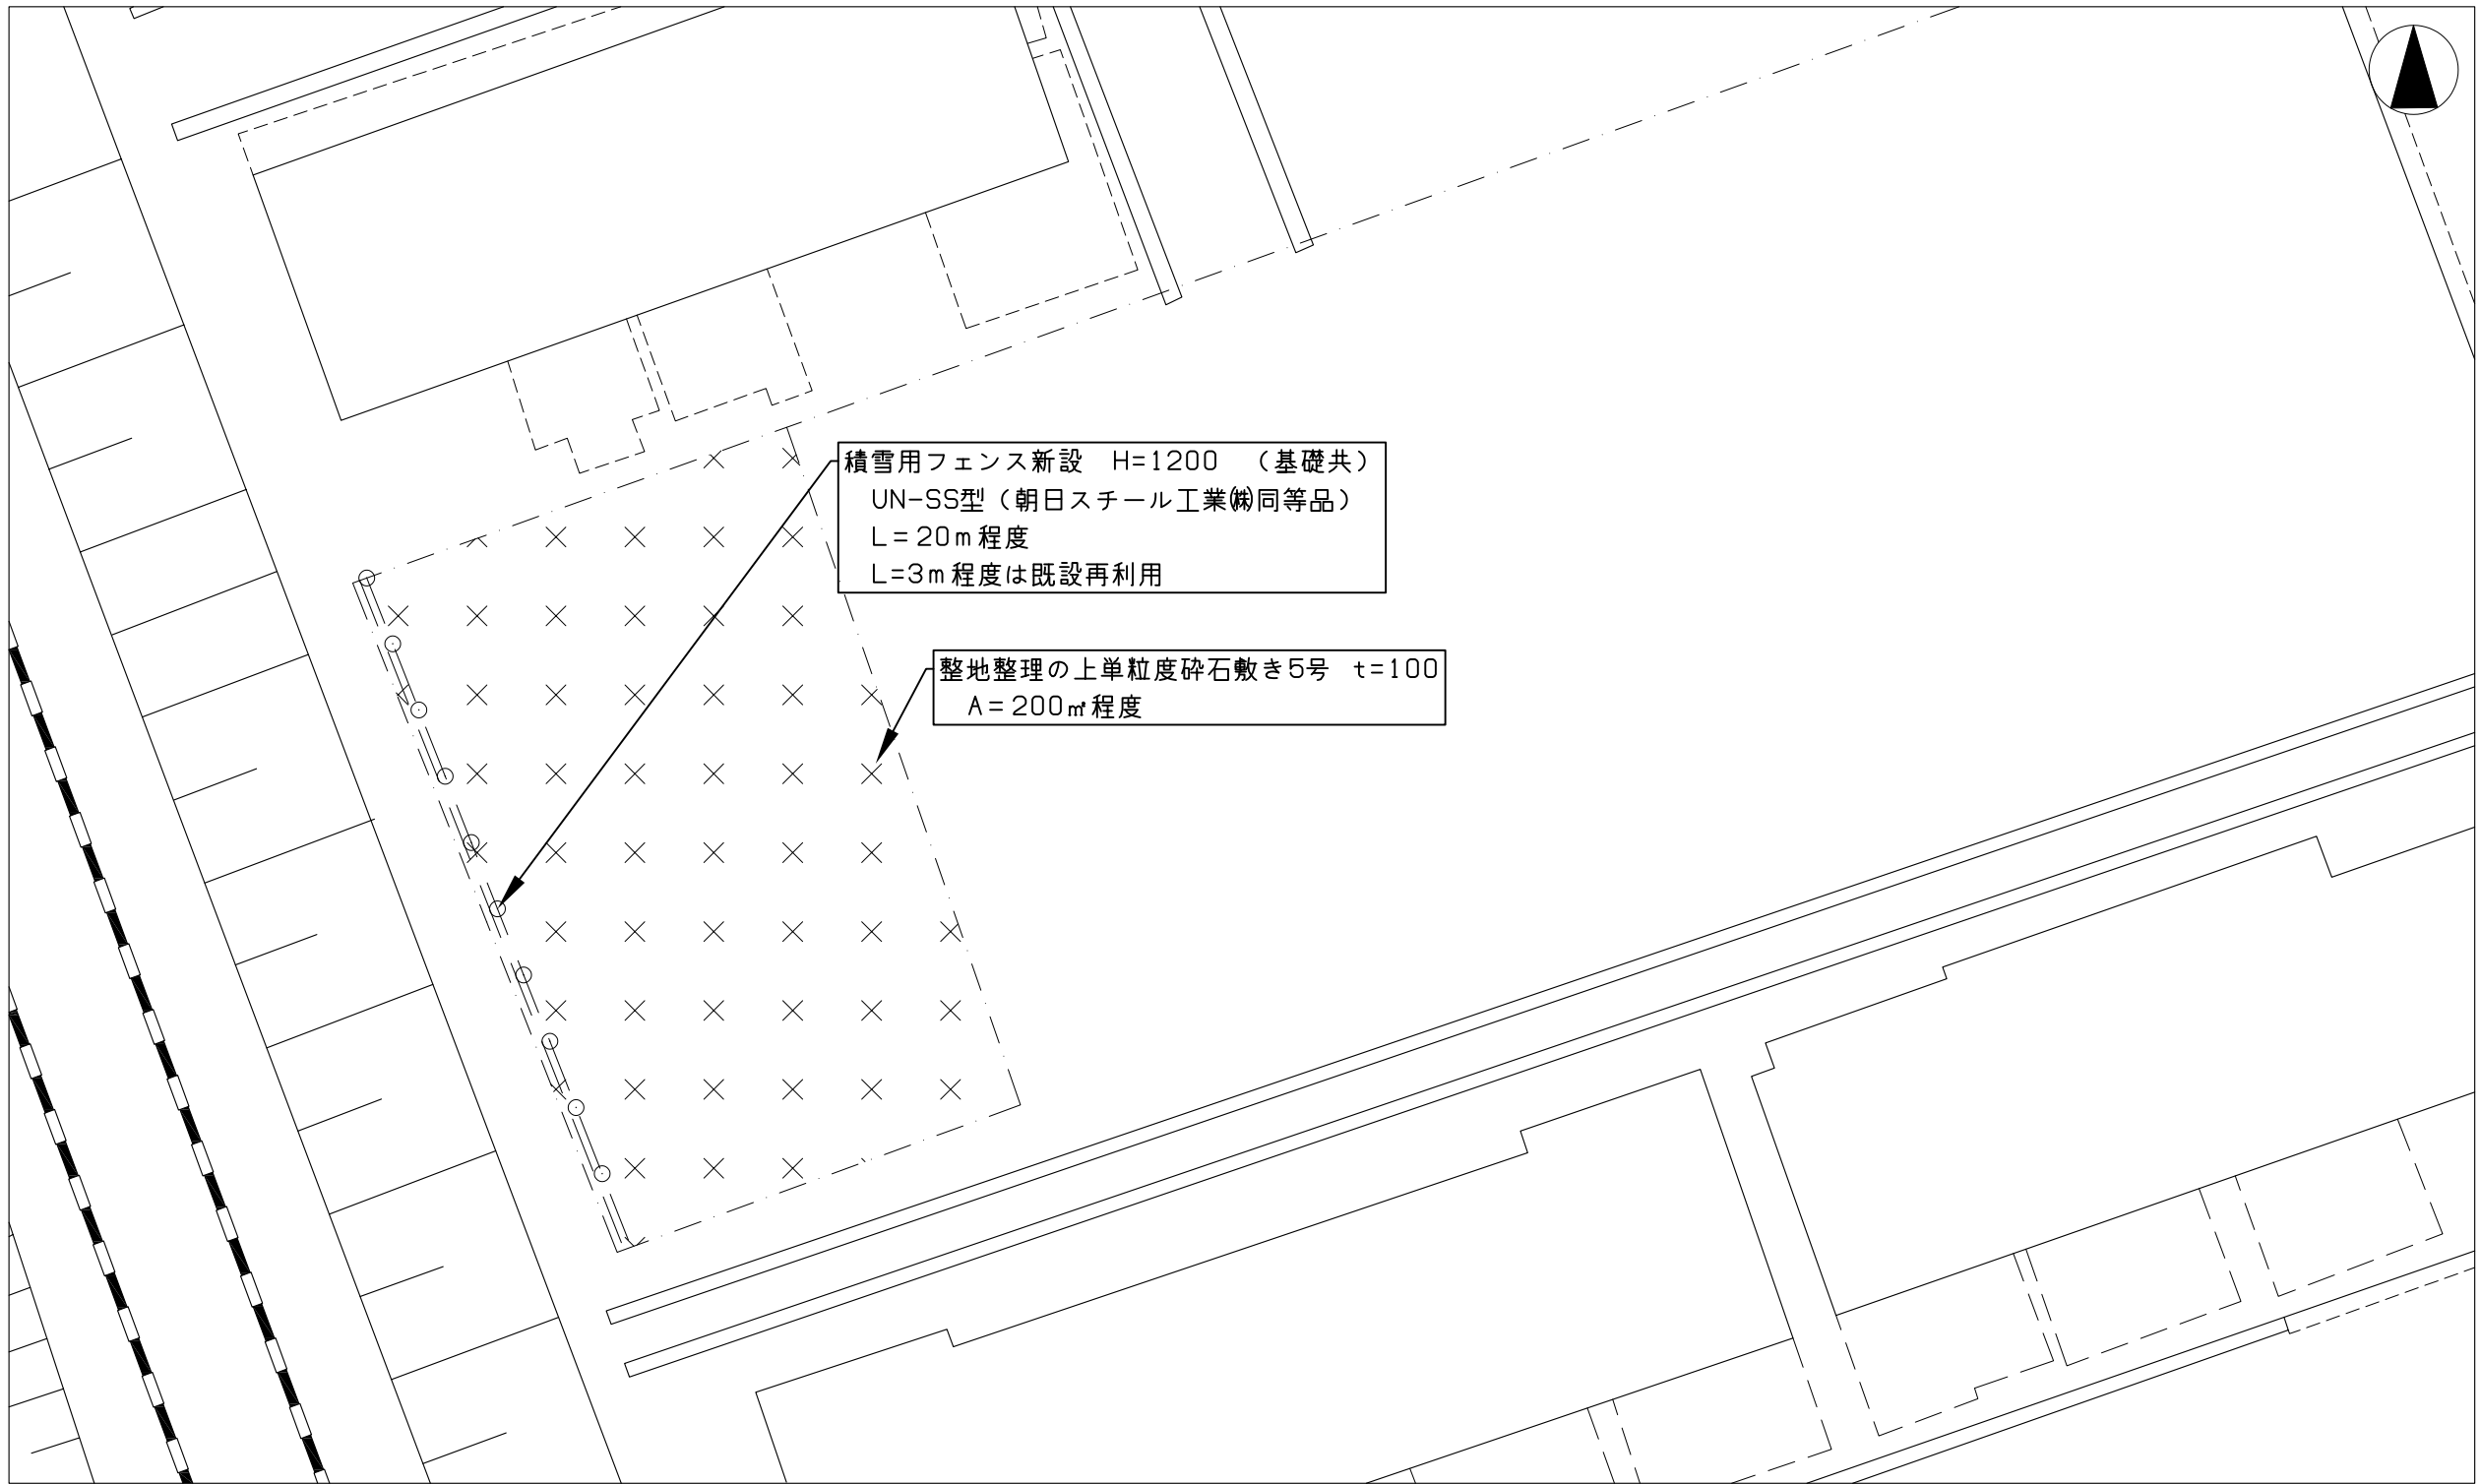 積雪用フェンス新設　H=1200　（基礎共）
UN-SS型（朝日スチール工業㈱同等品）
L=20m程度
L=3m程度は既設再利用
整地整理の上単粒度砕石敷き5号　t=100
A=200㎡程度